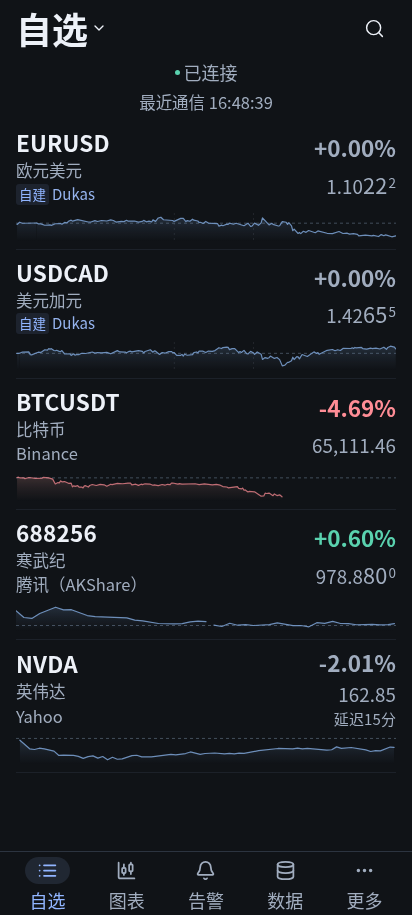 自选
已连接
最近通信 16:48:39
EURUSD
+0.00%
欧元美元
1.10222
自建 Dukas
USDCAD
+0.00%
美元加元
1.42655
自建 Dukas
BTCUSDT
-4.69%
比特币
65,111.46
Binance
688256
+0.60%
寒武纪
978.8800
腾讯（AKShare）
NVDA
-2.01%
英伟达
162.85
Yahoo
延迟15分
自选 图表 告警 数据 更多